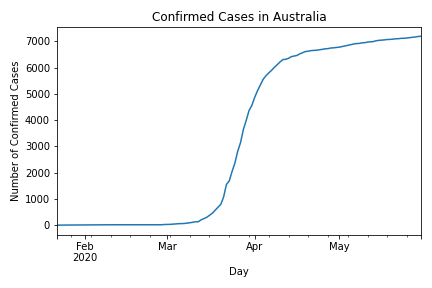 Confirmed Cases in Australia
Number of Confirmed Cases
7000
6000
5000
4000
3000
2000
1000
0
Feb Mar Apr May
2020
Day